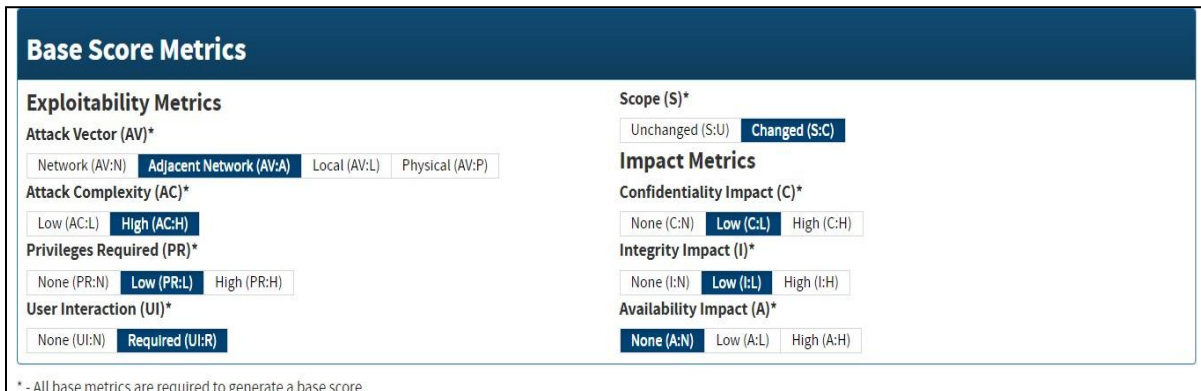 Base Score Metrics
Exploitability Metrics
Attack Vector (AV)*
Network (AV:N) Adjacent Network (AV:A) Local (AV:L) Physical (AV:P)
Attack Complexity (AC)*
Low (AC:L) High (AC:H)
Privileges Required (PR)*
None (PR:N) Low (PR:L) High (PR:H)
User Interaction (UI)*
None (UI:N) Required (UI:R)
Scope (S)*
Unchanged (S:U) Changed (S:C)
Impact Metrics
Confidentiality Impact (C)*
None (C:N) Low (C:L) High (C:H)
Integrity Impact (I)*
None (I:N) Low (I:L) High (I:H)
Availability Impact (A)*
None (A:N) Low (A:L) High (A:H)
* - All base metrics are required to generate a base score.